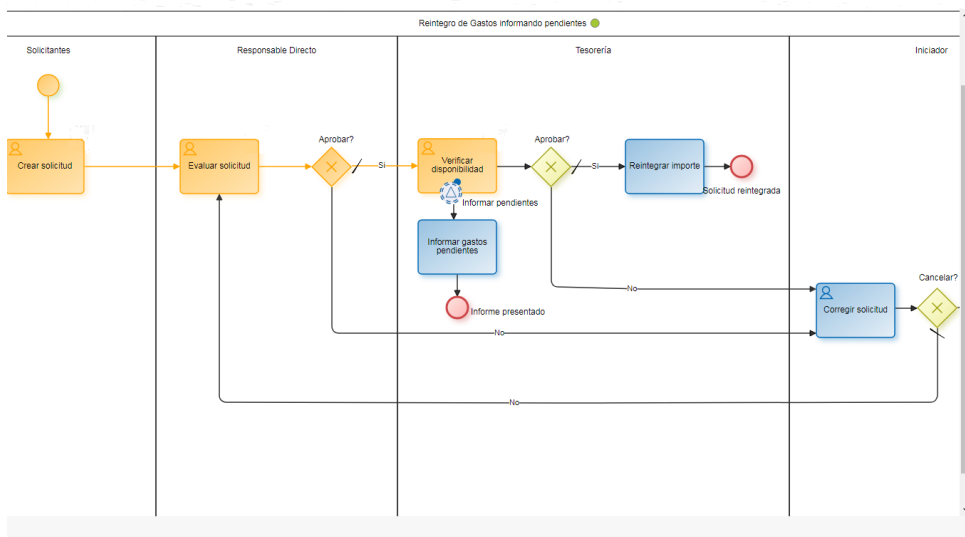 Reintegro de Gastos informando pendientes
Solicitantes
Responsable Directo
Tesorería
Iniciador
Crear solicitud
Evaluar solicitud
Aprobar?
Si
Verificar
disponibilidad
Aprobar?
Si
Reintegrar importe
Solicitud reintegrada
Informar pendientes
Informar gastos
pendientes
Informe presentado
No
No
Corregir solicitud
Cancelar?
No